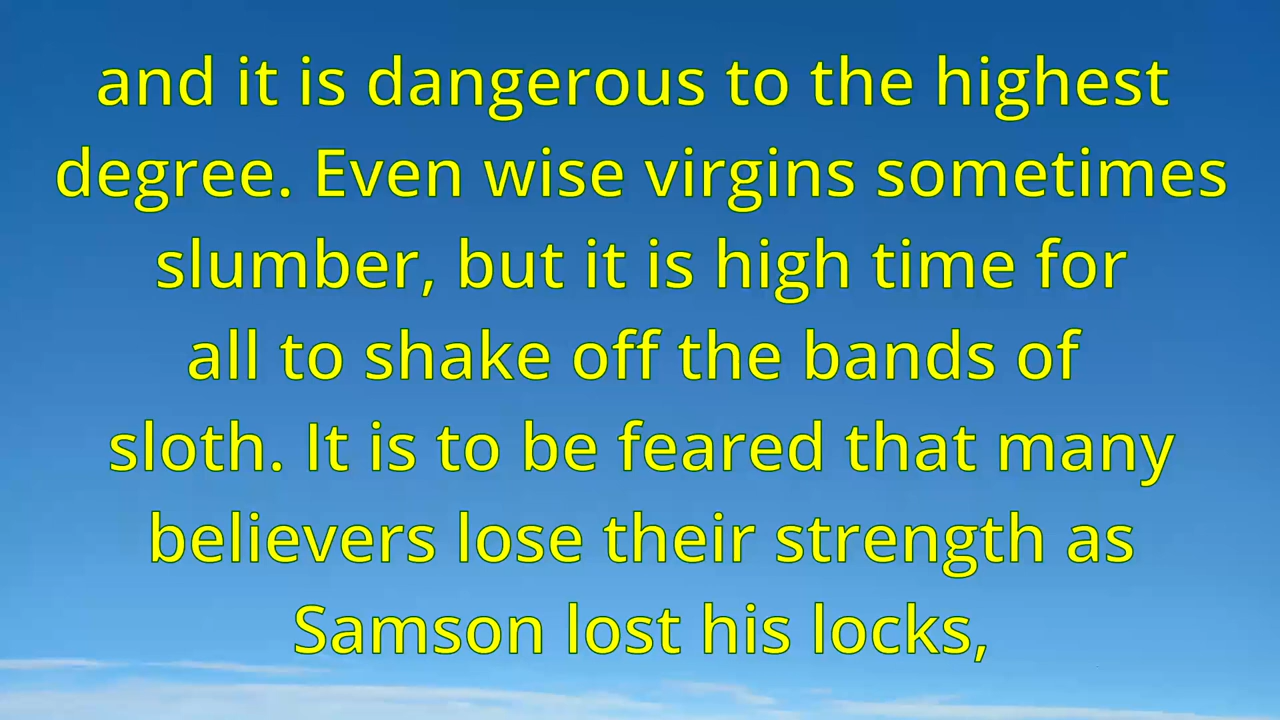 and it is dangerous to the highest
degree. Even wise virgins sometimes
slumber, but it is high time for
all to shake off the bands of
sloth. It is to be feared that many
believers lose their strength as
Samson lost his locks,